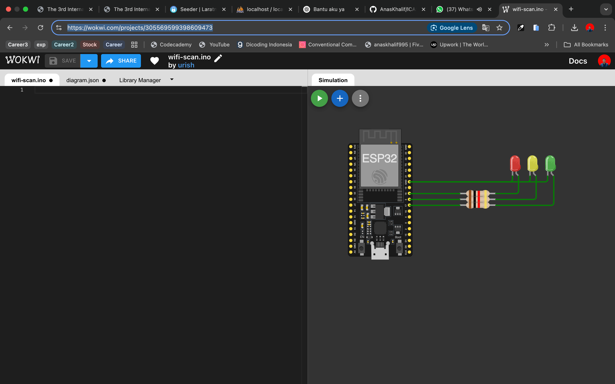 The 3rd Intern
The 3rd Intern
Seeder | Larav
localhost / loca
Bantu aku ya
AnasKhalif/ICA
(37) Whats
wifi-scan.ino -
https://wokwi.com/projects/305569599398609473
Google Lens
Career3
exp
Career2
Stock
Career
Codecademy
YouTube
Dicoding Indonesia
Conventional Com...
anaskhalif995 | Fiv...
Upwork | The Worl...
»
All Bookmarks
WOKWI
SAVE
SHARE
wifi-scan.ino
by urish
Docs
wifi-scan.ino
diagram.json
Library Manager
Simulation
1
ESP32